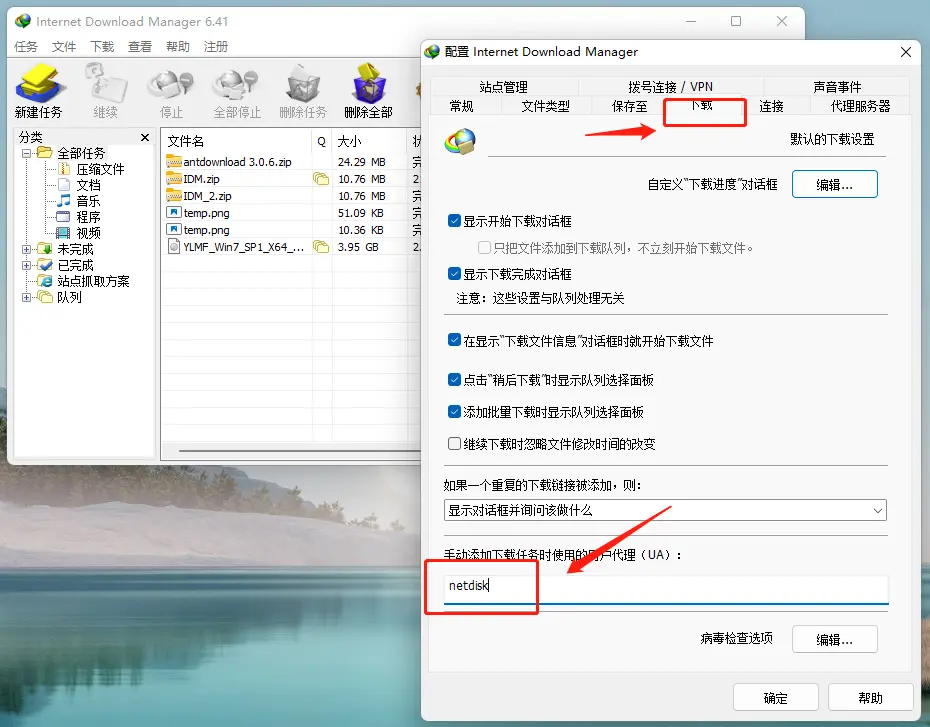 Internet Download Manager 6.41
任务 文件 下载 查看 帮助 注册
新建任务 继续 停止 全部停止 删除任务 删除全部
分类
全部任务
压缩文件
文档
音乐
程序
视频
未完成
已完成
站点抓取方案
队列
文件名 Q 大小
antdownload 3.0.6.zip 24.29 MB
IDM.zip 10.76 MB
IDM_2.zip 10.76 MB
temp.png 51.09 KB
temp.png 10.36 KB
YLMF_Win7_SP1_X64_... 3.95 GB
配置 Internet Download Manager
站点管理 拨号连接 / VPN 声音事件
常规 文件类型 保存至 下载 连接 代理服务器
默认的下载设置
自定义"下载进度"对话框 编辑...
显示开始下载对话框
只把文件添加到下载队列，不立刻开始下载文件。
显示下载完成对话框
注意：这些设置与队列处理无关
在显示"下载文件信息"对话框时就开始下载文件
点击"稍后下载"时显示队列选择面板
添加批量下载时显示队列选择面板
继续下载时忽略文件修改时间的改变
如果一个重复的下载链接被添加，则：
显示对话框并询问该做什么
手动添加下载任务时使用的用户代理（UA）：
netdisk
病毒检查选项 编辑...
确定 帮助